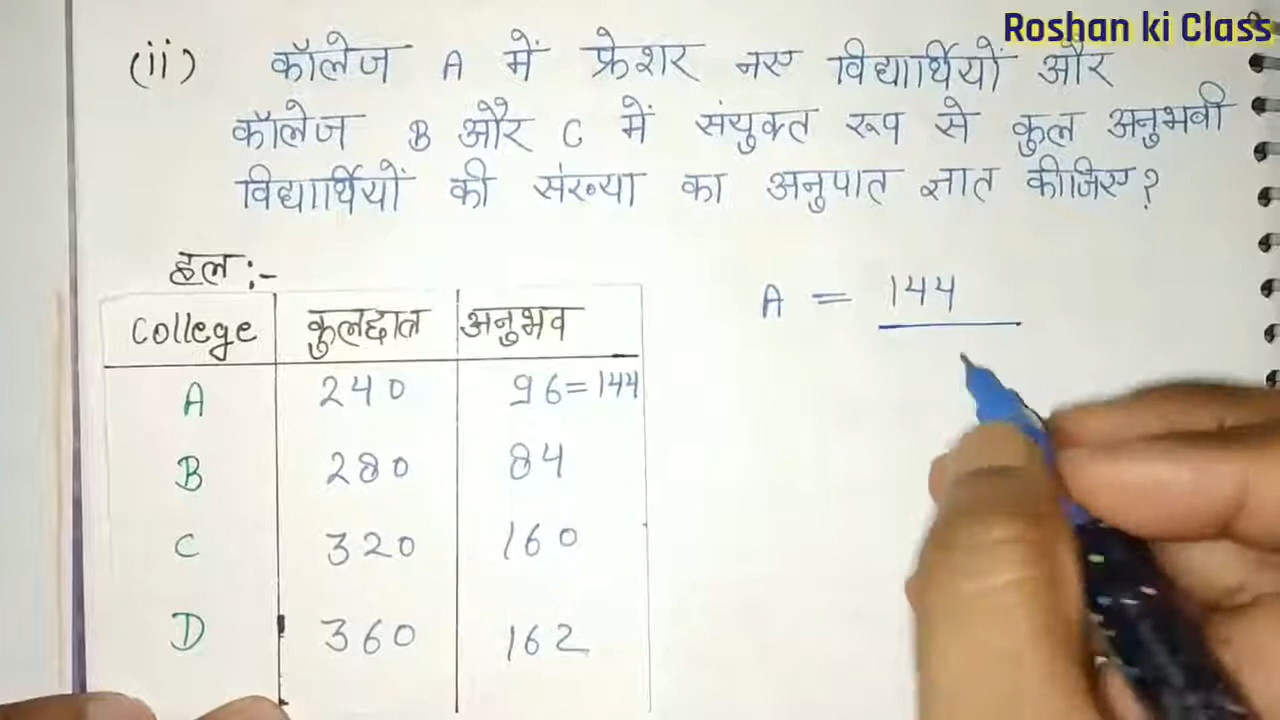 Roshan ki Class
(ii) कॉलेज A में फ्रेशर नए विद्यार्थियों और
कॉलेज B और C में संयुक्त रूप से कुल अनुभवी
विद्यार्थियों की संख्या का अनुपात ज्ञात कीजिए?
हल :-
College कुलछात्र अनुभव
A 240 96=144
B 280 84
C 320 160
D 360 162
A = 144